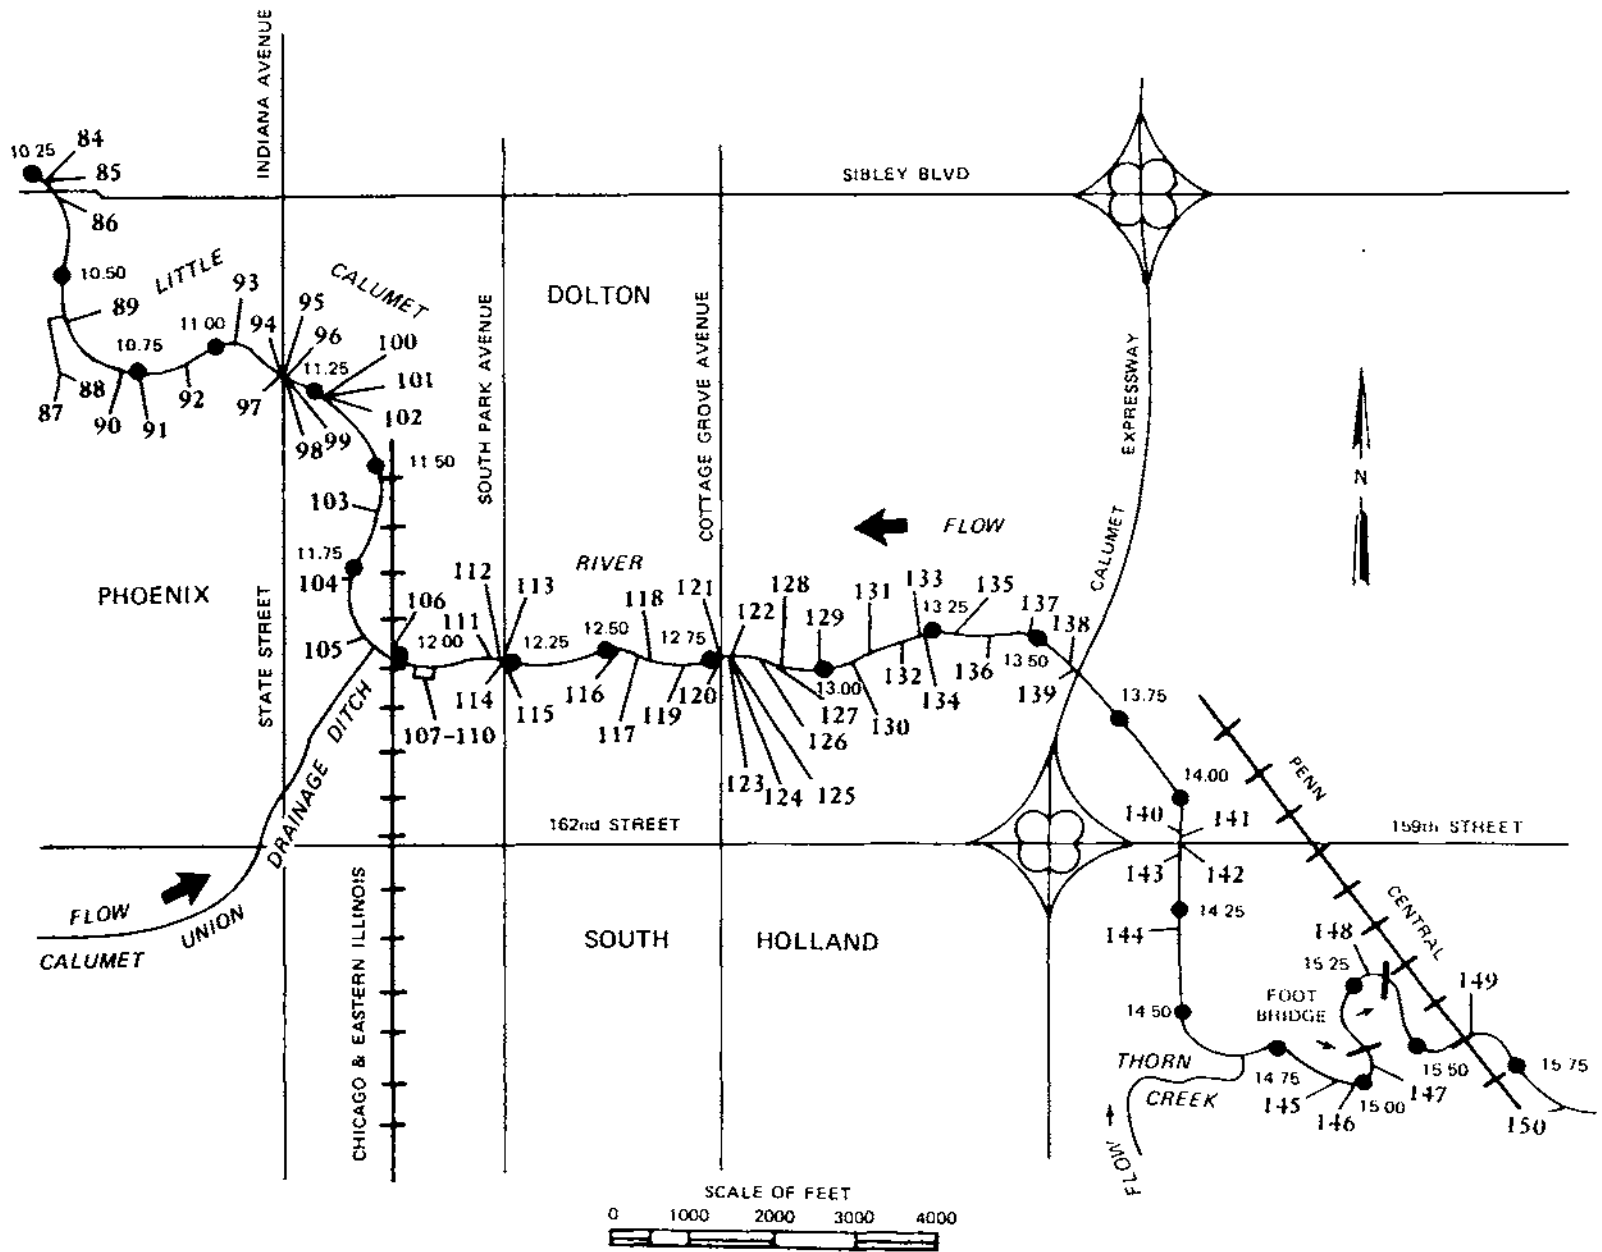 INDIANA AVENUE
84
10 25
85
86
SIBLEY BLVD
10.50
LITTLE
CALUMET
89
93
94
95
96
DOLTON
SOUTH PARK AVENUE
COTTAGE GROVE AVENUE
EXPRESSWAY
CALUMET
10.75
11 00
11.25
100
101
102
87
88
90
91
92
97
98
99
11 50
103
N
FLOW
11.75
104
PHOENIX
STATE STREET
105
106
12 00
111
112
113
RIVER
12.25
12.50
118
12 75
121
122
128
129
131
133
13 25
135
137
138
107-110
114
115
116
117
119
120
123
124
125
126
127
13.00
130
132
134
136
13 50
139
13.75
14.00
PENN
CENTRAL
140
141
162nd STREET
159th STREET
143
142
DRAINAGE DITCH
FLOW
UNION
CALUMET
CHICAGO & EASTERN ILLINOIS
SOUTH HOLLAND
14 25
144
148
15 25
149
FOOT
BRIDGE
14 50
THORN
CREEK
14 75
145
146
15 00
147
15 50
15 75
150
FLOW
SCALE OF FEET
0 1000 2000 3000 4000